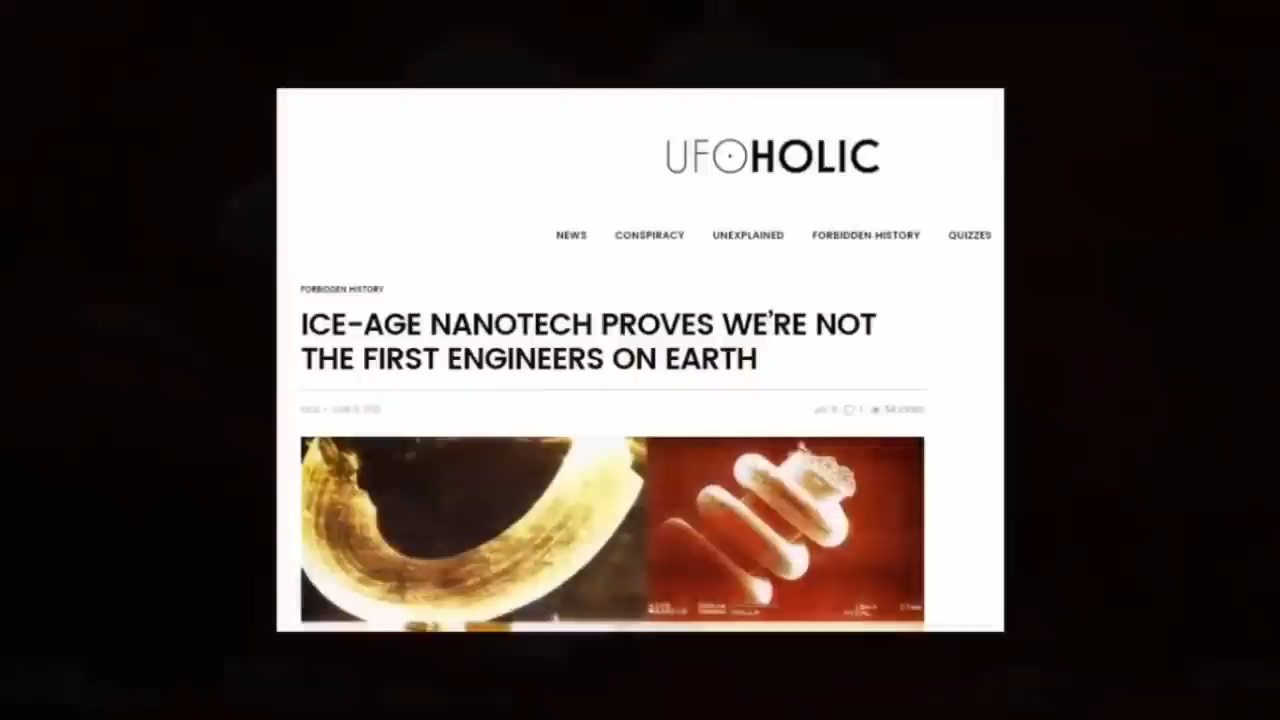 UFOHOLIC
NEWS CONSPIRACY UNEXPLAINED FORBIDDEN HISTORY QUIZZES
FORBIDDEN HISTORY
ICE-AGE NANOTECH PROVES WE'RE NOT
THE FIRST ENGINEERS ON EARTH